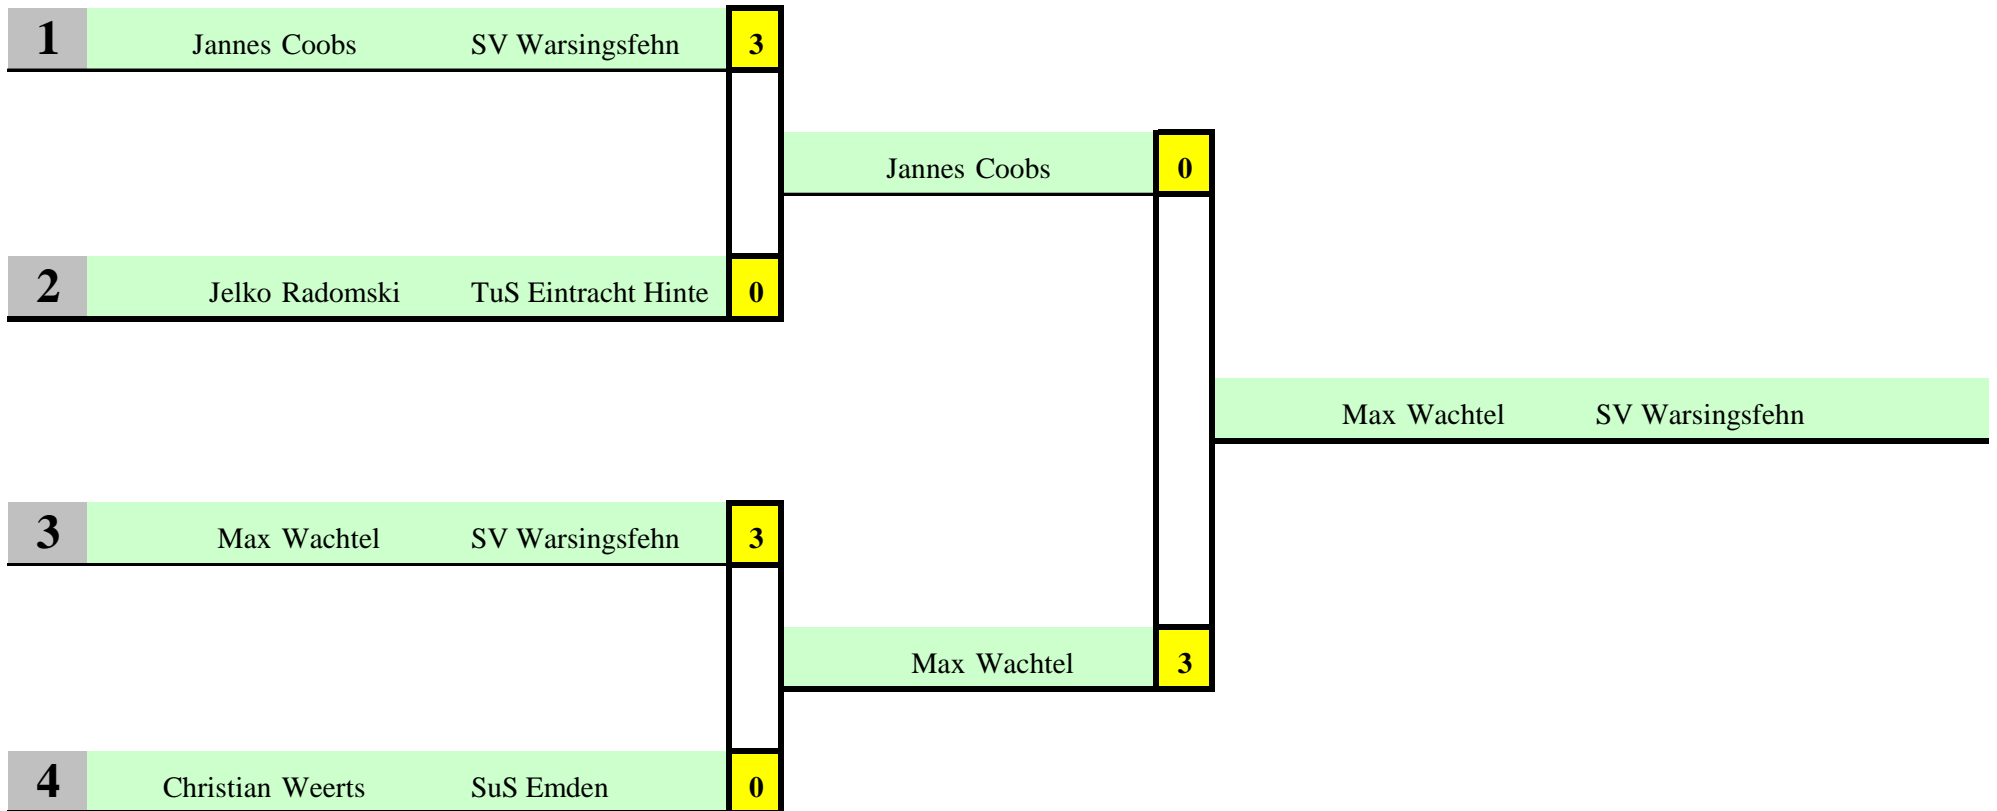 1 Jannes Coobs SV Warsingsfehn 3
Jannes Coobs 0
2 Jelko Radomski TuS Eintracht Hinte 0
Max Wachtel SV Warsingsfehn
3 Max Wachtel SV Warsingsfehn 3
Max Wachtel 3
4 Christian Weerts SuS Emden 0